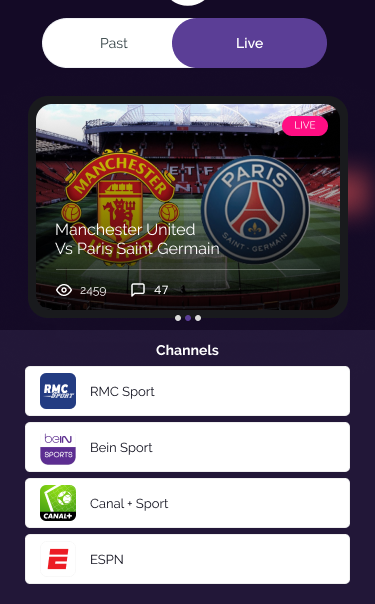 Past
Live
LIVE
MANCHESTER
UNITED
PARIS
SAINT-GERMAIN
Manchester United
Vs Paris Saint Germain
2459
47
Channels
RMC
SPORT
RMC Sport
beIN
SPORTS
Bein Sport
CANAL+
Canal + Sport
E
ESPN